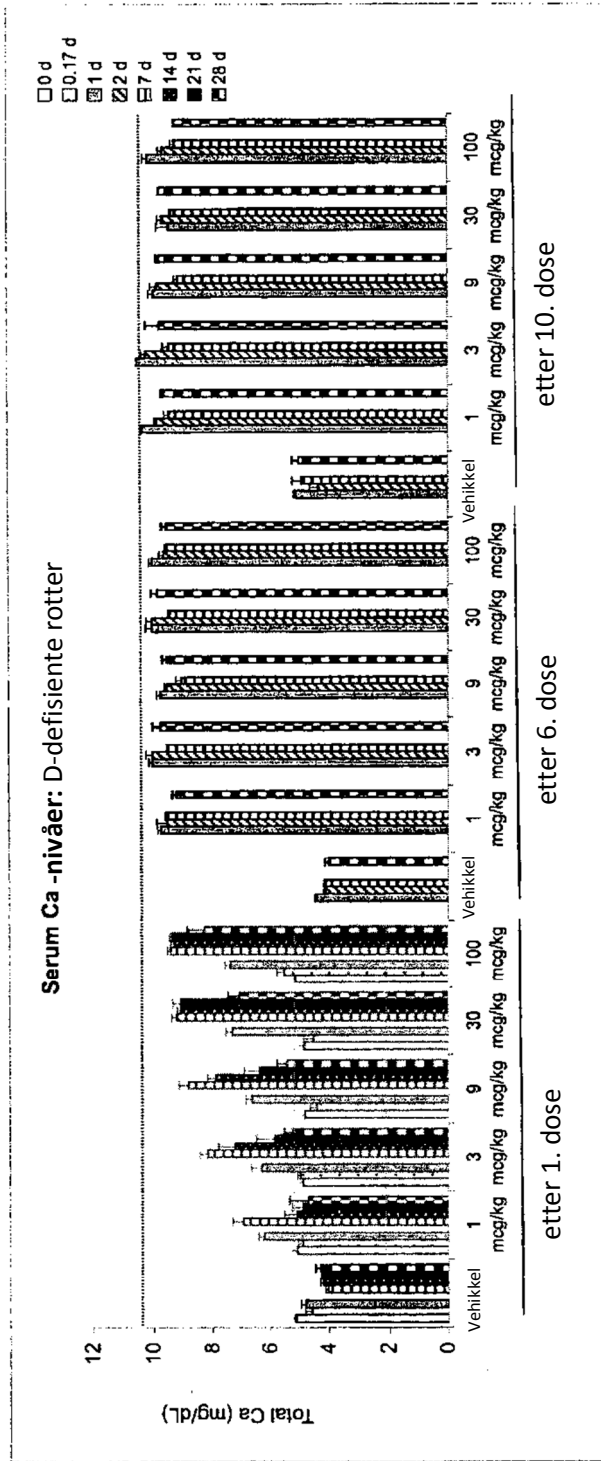 Serum Ca -nivåer: D-defisiente rotter
0 d
0.17 d
1 d
2 d
7 d
14 d
21 d
28 d
Total Ca (mg/dL)
12
10
8
6
4
2
0
Vehikkel 1 mcg/kg 3 mcg/kg 9 mcg/kg 30 mcg/kg 100 mcg/kg
Vehikkel 1 mcg/kg 3 mcg/kg 9 mcg/kg 30 mcg/kg 100 mcg/kg
Vehikkel 1 mcg/kg 3 mcg/kg 9 mcg/kg 30 mcg/kg 100 mcg/kg
etter 1. dose
etter 6. dose
etter 10. dose